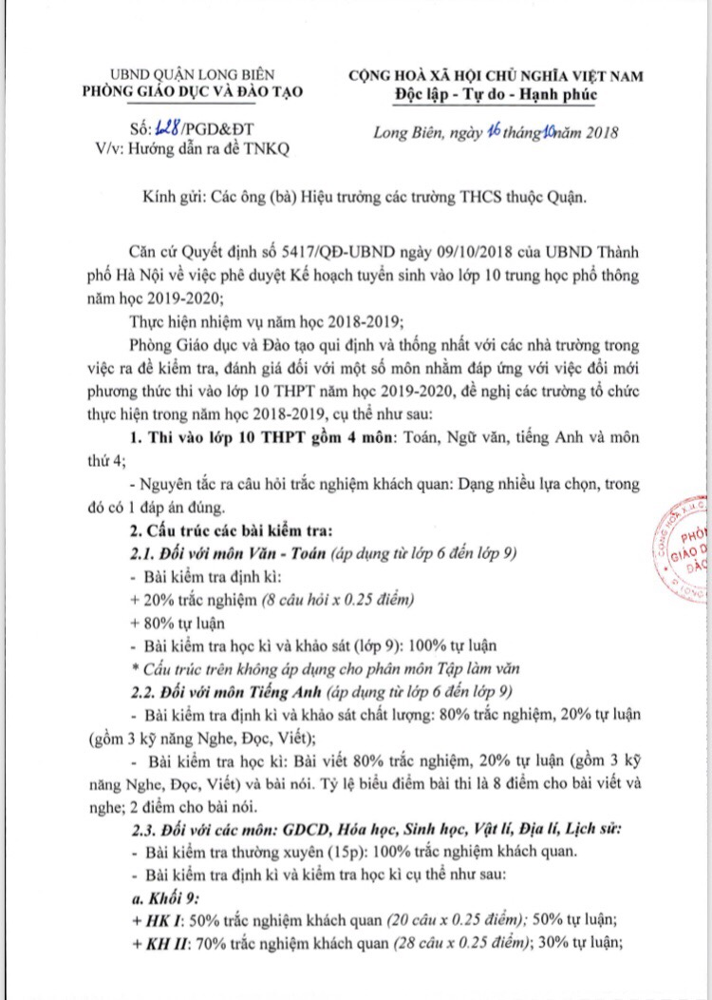 UBND QUẬN LONG BIÊN
PHÒNG GIÁO DỤC VÀ ĐÀO TẠO
CỘNG HOÀ XÃ HỘI CHỦ NGHĨA VIỆT NAM
Độc lập - Tự do - Hạnh phúc
Số: 128/PGD&ĐT
V/v: Hướng dẫn ra đề TNKQ
Long Biên, ngày 16 tháng 10 năm 2018
Kính gửi: Các ông (bà) Hiệu trưởng các trường THCS thuộc Quận.
Căn cứ Quyết định số 5417/QĐ-UBND ngày 09/10/2018 của UBND Thành
phố Hà Nội về việc phê duyệt Kế hoạch tuyển sinh vào lớp 10 trung học phổ thông
năm học 2019-2020;
Thực hiện nhiệm vụ năm học 2018-2019;
Phòng Giáo dục và Đào tạo qui định và thống nhất với các nhà trường trong
việc ra đề kiểm tra, đánh giá đối với một số môn nhằm đáp ứng với việc đổi mới
phương thức thi vào lớp 10 THPT năm học 2019-2020, đề nghị các trường tổ chức
thực hiện trong năm học 2018-2019, cụ thể như sau:
1. Thi vào lớp 10 THPT gồm 4 môn: Toán, Ngữ văn, tiếng Anh và môn
thứ 4;
- Nguyên tắc ra câu hỏi trắc nghiệm khách quan: Dạng nhiều lựa chọn, trong
đó có 1 đáp án đúng.
2. Cấu trúc các bài kiểm tra:
2.1. Đối với môn Văn - Toán (áp dụng từ lớp 6 đến lớp 9)
- Bài kiểm tra định kì:
+ 20% trắc nghiệm (8 câu hỏi x 0.25 điểm)
+ 80% tự luận
- Bài kiểm tra học kì và khảo sát (lớp 9): 100% tự luận
* Cấu trúc trên không áp dụng cho phân môn Tập làm văn
2.2. Đối với môn Tiếng Anh (áp dụng từ lớp 6 đến lớp 9)
- Bài kiểm tra định kì và khảo sát chất lượng: 80% trắc nghiệm, 20% tự luận
(gồm 3 kỹ năng Nghe, Đọc, Viết);
- Bài kiểm tra học kì: Bài viết 80% trắc nghiệm, 20% tự luận (gồm 3 kỹ
năng Nghe, Đọc, Viết) và bài nói. Tỷ lệ biểu điểm bài thi là 8 điểm cho bài viết và
nghe; 2 điểm cho bài nói.
2.3. Đối với các môn: GDCD, Hóa học, Sinh học, Vật lí, Địa lí, Lịch sử:
- Bài kiểm tra thường xuyên (15p): 100% trắc nghiệm khách quan.
- Bài kiểm tra định kì và kiểm tra học kì cụ thể như sau:
a. Khối 9:
+ HK I: 50% trắc nghiệm khách quan (20 câu x 0.25 điểm); 50% tự luận;
+ KH II: 70% trắc nghiệm khách quan (28 câu x 0.25 điểm); 30% tự luận;
CỘNG HOÀ X.H.C
PHÒN
GIÁO D
ĐÀO